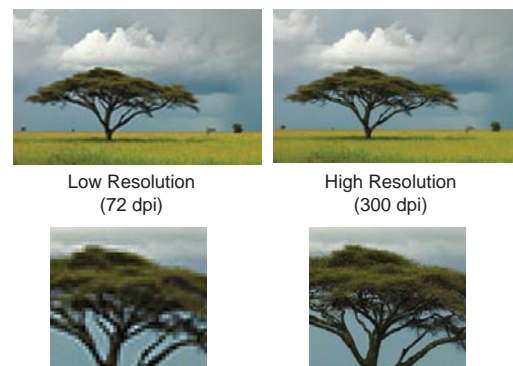 Low Resolution
(72 dpi)
High Resolution
(300 dpi)